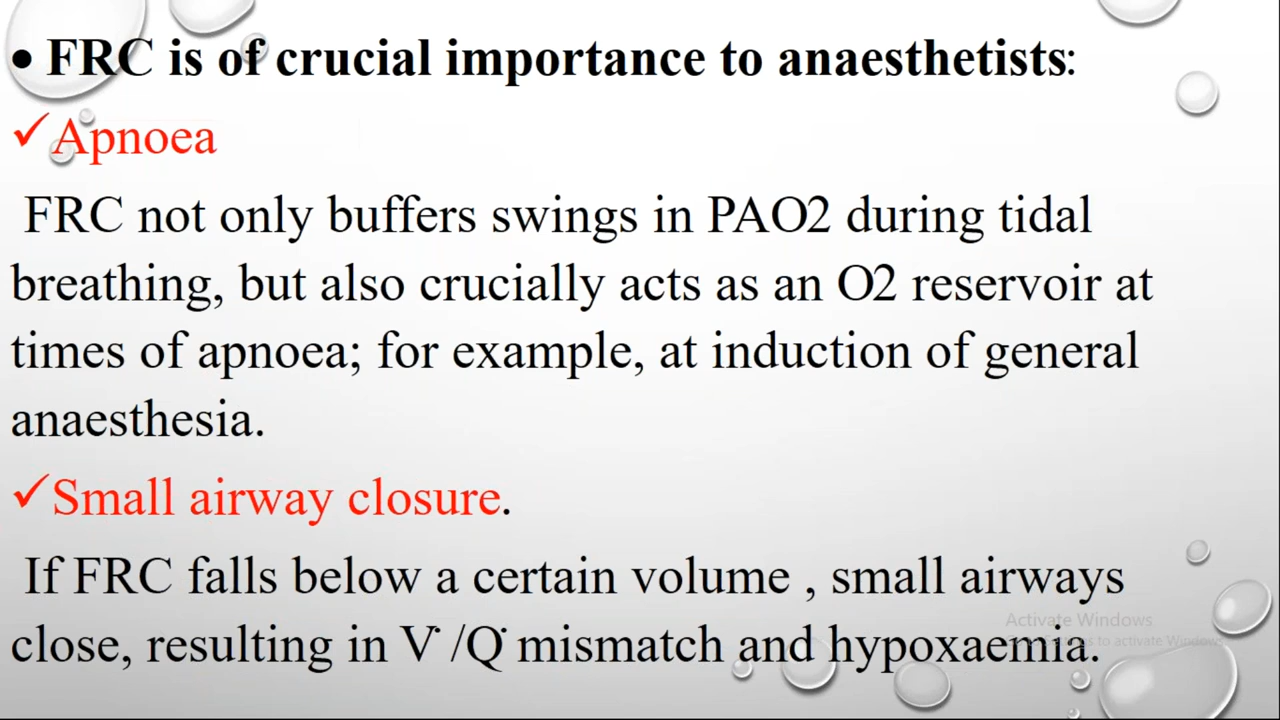 • FRC is of crucial importance to anaesthetists:
✓Apnoea
FRC not only buffers swings in PAO2 during tidal
breathing, but also crucially acts as an O2 reservoir at
times of apnoea; for example, at induction of general
anaesthesia.
✓Small airway closure.
If FRC falls below a certain volume , small airways
close, resulting in V̇ /Q̇ mismatch and hypoxaemia.
Activate Windows
to activate Windows